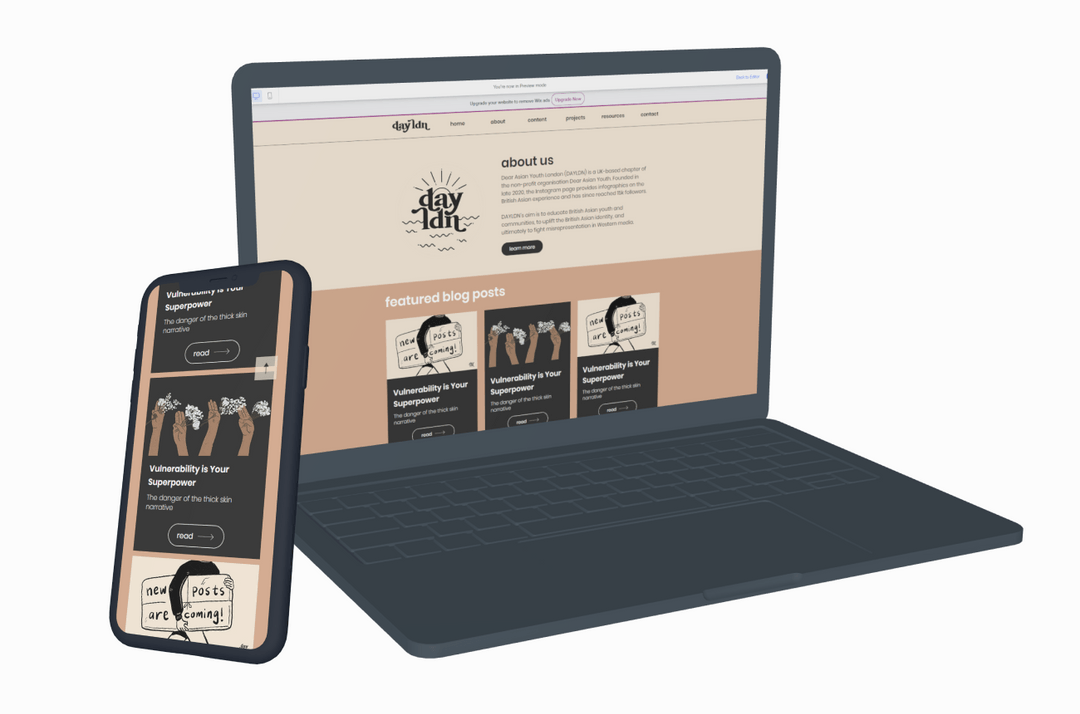 You're now in Preview mode
Back to Editor
Upgrade your website to remove Wix ads
Upgrade Now
day ldn
home about content projects resources contact
day
ldn
about us
Dear Asian Youth London (DAYLDN) is a UK-based chapter of
the non-profit organisation Dear Asian Youth. Founded in
late 2020, the Instagram page provides infographics on the
British Asian experience and has since reached followers.
DAYLDN's aim is to educate British Asian youth and
communities, to uplift the British Asian identity, and
ultimately to fight misrepresentation in Western media.
learn more
featured blog posts
new posts
are coming!
Vulnerability is Your
Superpower
The danger of the thick skin
narrative
read
Vulnerability is Your
Superpower
The danger of the thick skin
narrative
read
new posts
are coming!
Vulnerability is Your
Superpower
The danger of the thick skin
narrative
read
Vulnerability is Your
Superpower
The danger of the thick skin
narrative
read
Vulnerability is Your
Superpower
The danger of the thick skin
narrative
read
new posts
are coming!